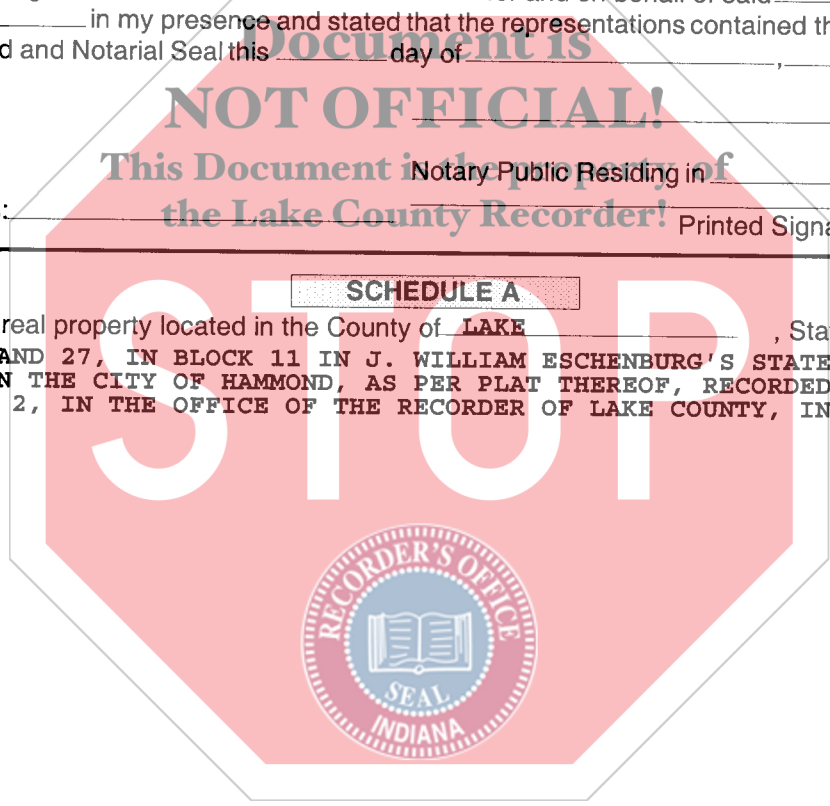 in my presence and stated that the representations contained
and Notarial Seal this day of ,
Document is
NOT OFFICIAL!
This Document is the property of
the Lake County Recorder!
Notary Public Residing in
:
Printed
SCHEDULE A
real property located in the County of LAKE ,
AND 27, IN BLOCK 11 IN J. WILLIAM ESCHENBURG'S STATE
THE CITY OF HAMMOND, AS PER PLAT THEREOF, RECORDED
2, IN THE OFFICE OF THE RECORDER OF LAKE COUNTY,
STOP
RECORDER'S OFFICE
SEAL
INDIANA